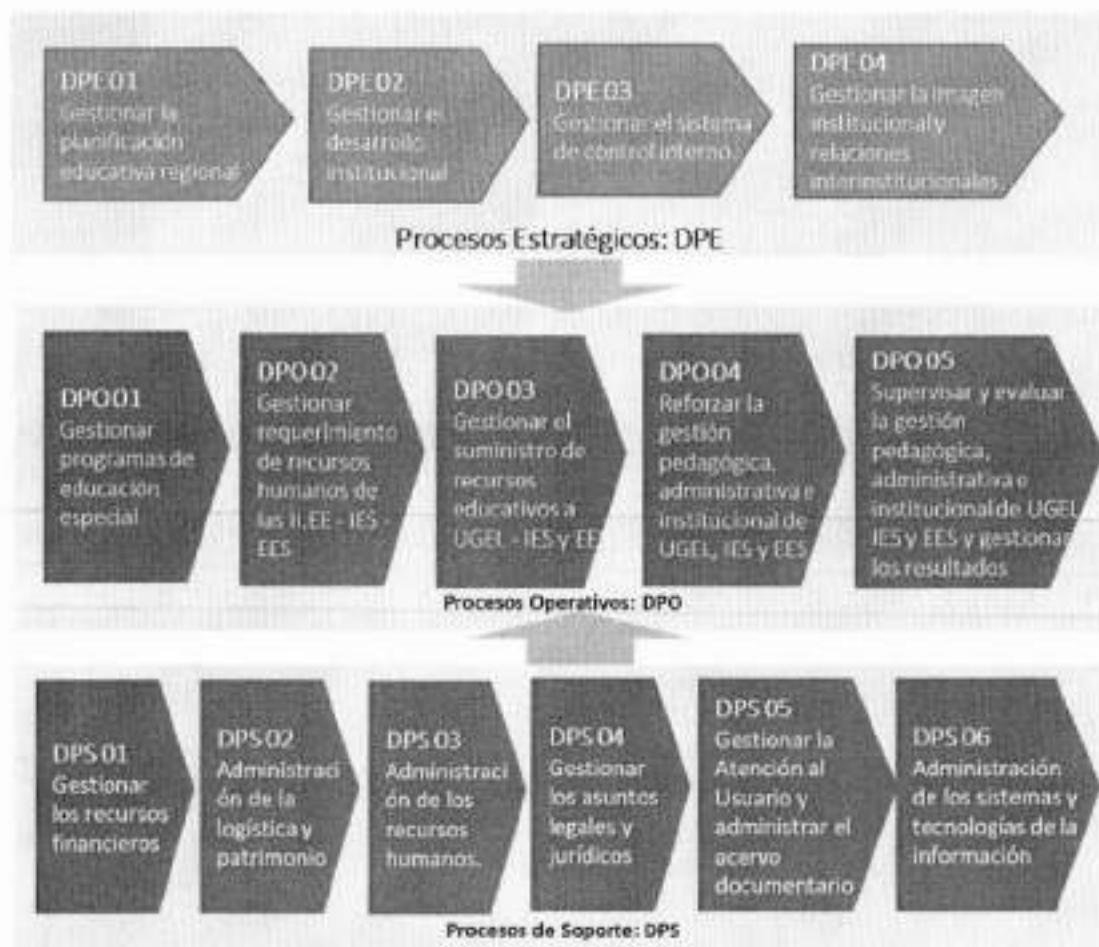 DPE 01
Gestionar la
planificación
educativa regional
DPE 02
Gestionar el
desarrollo
institucional
DPE 03
Gestionar el sistema
de control interno.
DPE 04
Gestionar la imagen
institucional y
relaciones
interinstitucionales.
Procesos Estratégicos: DPE
DPO 01
Gestionar
programas de
educación
especial
DPO 02
Gestionar
requerimiento
de recursos
humanos de
las II.EE - IES -
EES
DPO 03
Gestionar el
suministro de
recursos
educativos a
UGEL - IES y EE
DPO 04
Reforzar la
gestión
pedagógica,
administrativa e
institucional de
UGEL, IES y EES
DPO 05
Supervisar y evaluar
la gestión
pedagógica,
administrativa e
institucional de UGEL
IES y EES y gestionar
los resultados
Procesos Operativos: DPO
DPS 01
Gestionar
los recursos
financieros
DPS 02
Administraci
ón de la
logística y
patrimonio
DPS 03
Administraci
ón de los
recursos
humanos.
DPS 04
Gestionar
los asuntos
legales y
jurídicos
DPS 05
Gestionar la
Atención al
Usuario y
administrar el
acervo
documentario
DPS 06
Administración
de los sistemas y
tecnologías de la
información
Procesos de Soporte: DPS